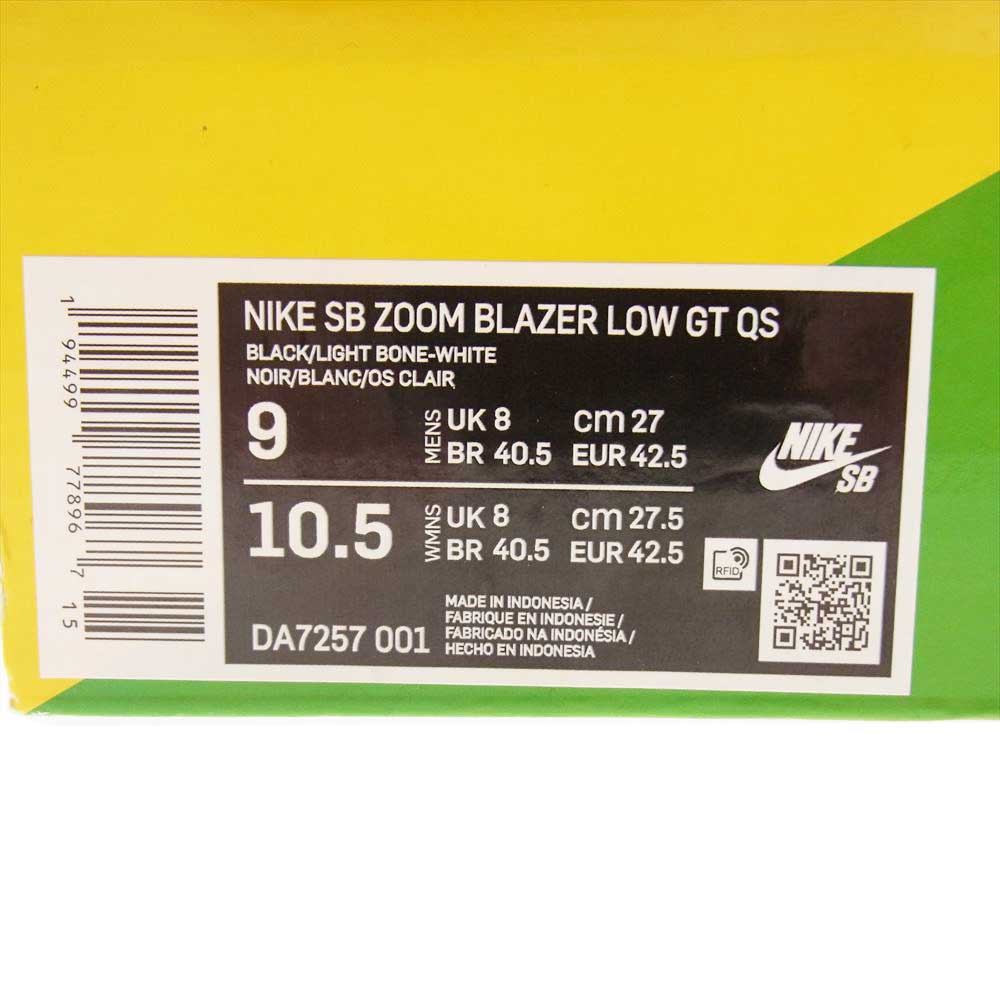 NIKE SB ZOOM BLAZER LOW GT QS
BLACK/LIGHT BONE-WHITE
NOIR/BLANC/OS CLAIR
9 MENS UK 8 cm 27
BR 40.5 EUR 42.5
10.5 WMNS UK 8 cm 27.5
BR 40.5 EUR 42.5
DA7257 001
MADE IN INDONESIA /
FABRIQUE EN INDONESIE /
FABRICADO NA INDONÉSIA /
HECHO EN INDONESIA
NIKE
SB
RFID
1 94499 77896 7 15